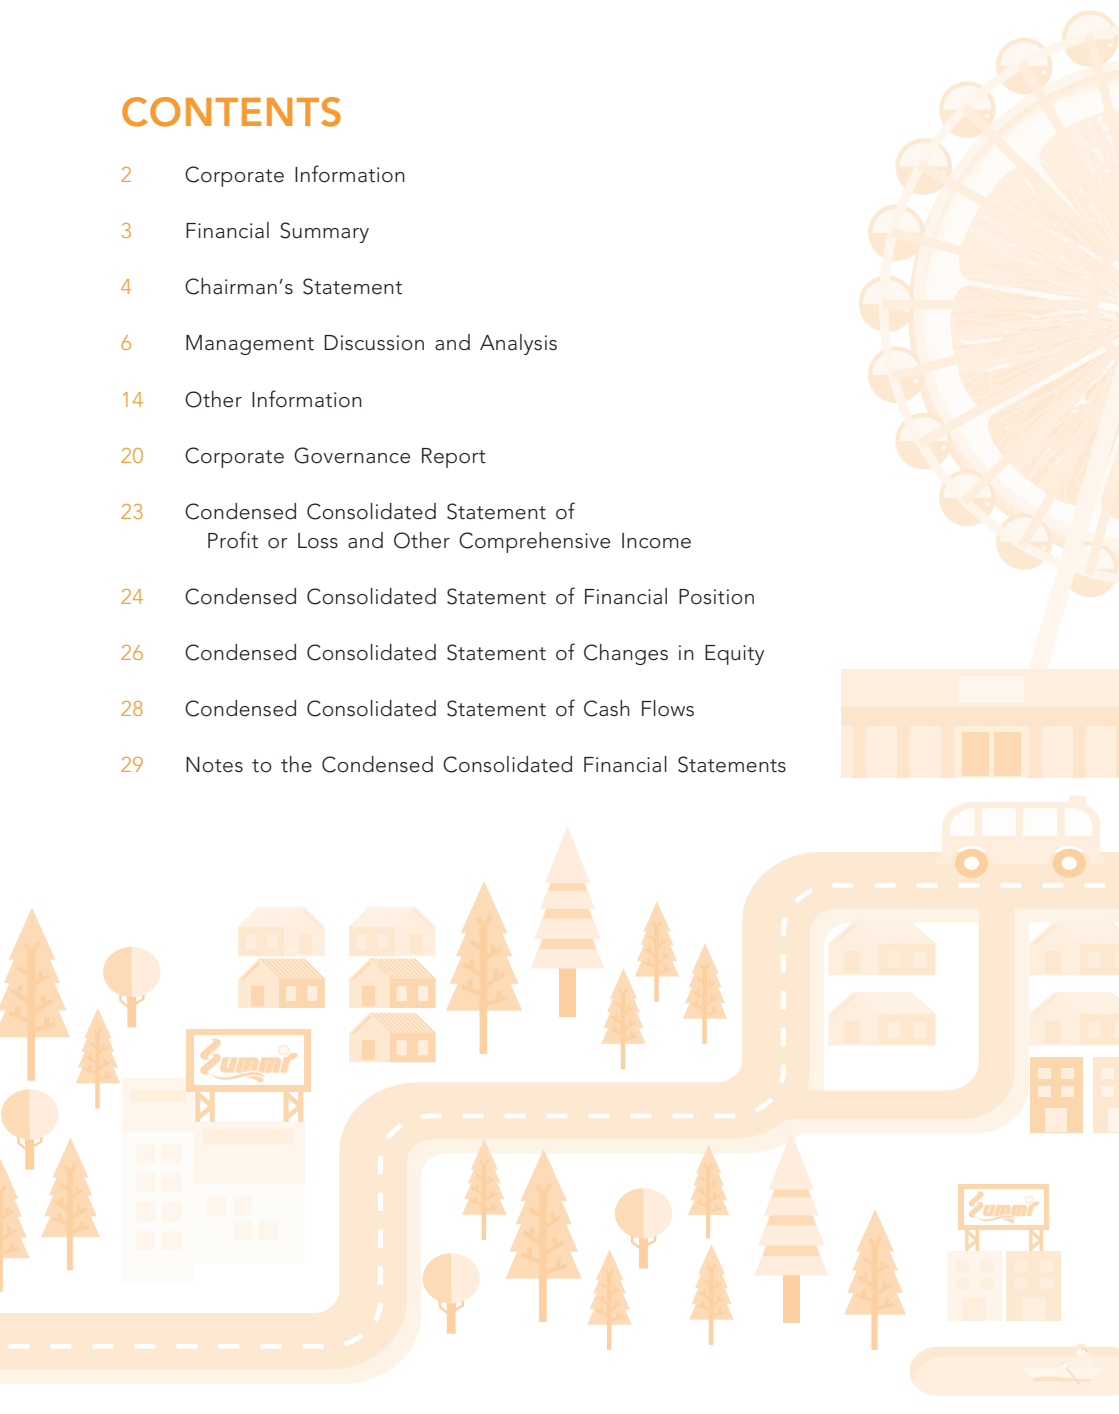 CONTENTS
2 Corporate Information
3 Financial Summary
4 Chairman’s Statement
6 Management Discussion and Analysis
14 Other Information
20 Corporate Governance Report
23 Condensed Consolidated Statement of
Profit or Loss and Other Comprehensive Income
24 Condensed Consolidated Statement of Financial Position
26 Condensed Consolidated Statement of Changes in Equity
28 Condensed Consolidated Statement of Cash Flows
29 Notes to the Condensed Consolidated Financial Statements